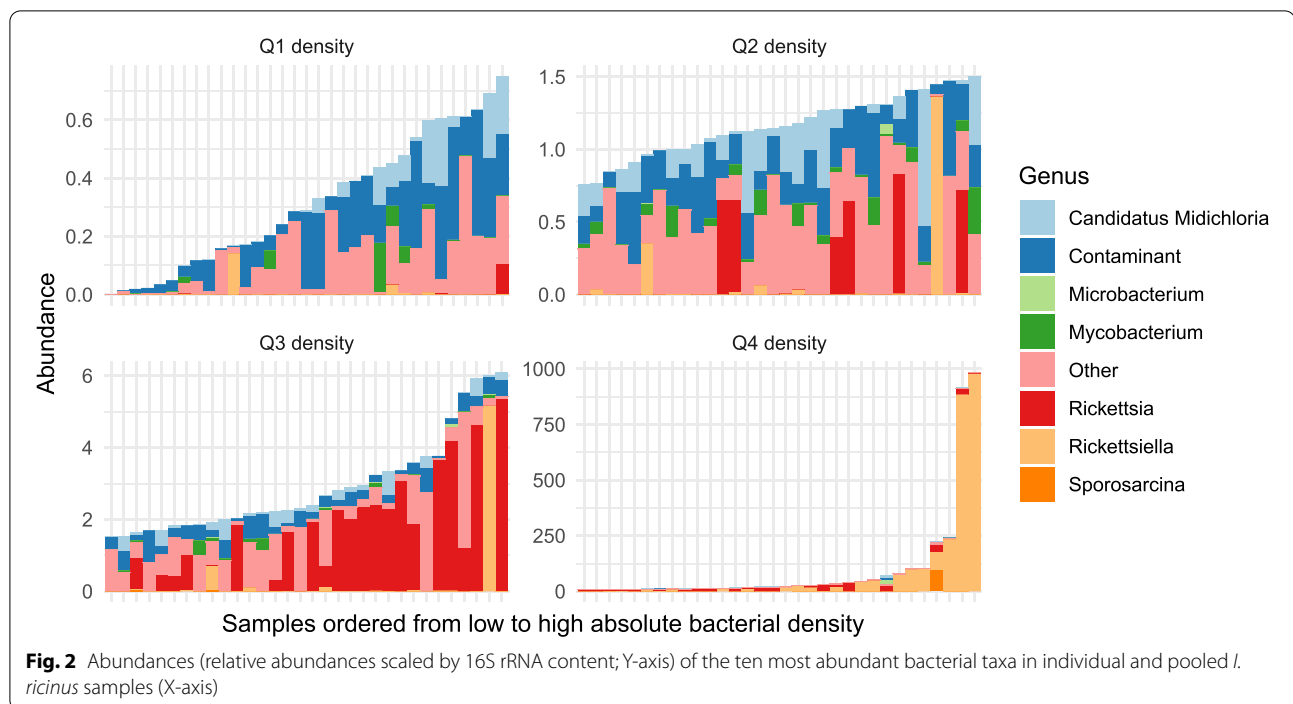 Q1 density
Q2 density
0.6
0.4
0.2
0.0
1.5
1.0
0.5
0.0
Q3 density
Q4 density
6
4
2
0
1000
750
500
250
0
Abundance
Samples ordered from low to high absolute bacterial density
Genus
Candidatus Midichloria
Contaminant
Microbacterium
Mycobacterium
Other
Rickettsia
Rickettsiella
Sporosarcina
Fig. 2 Abundances (relative abundances scaled by 16S rRNA content; Y-axis) of the ten most abundant bacterial taxa in individual and pooled I.
ricinus samples (X-axis)